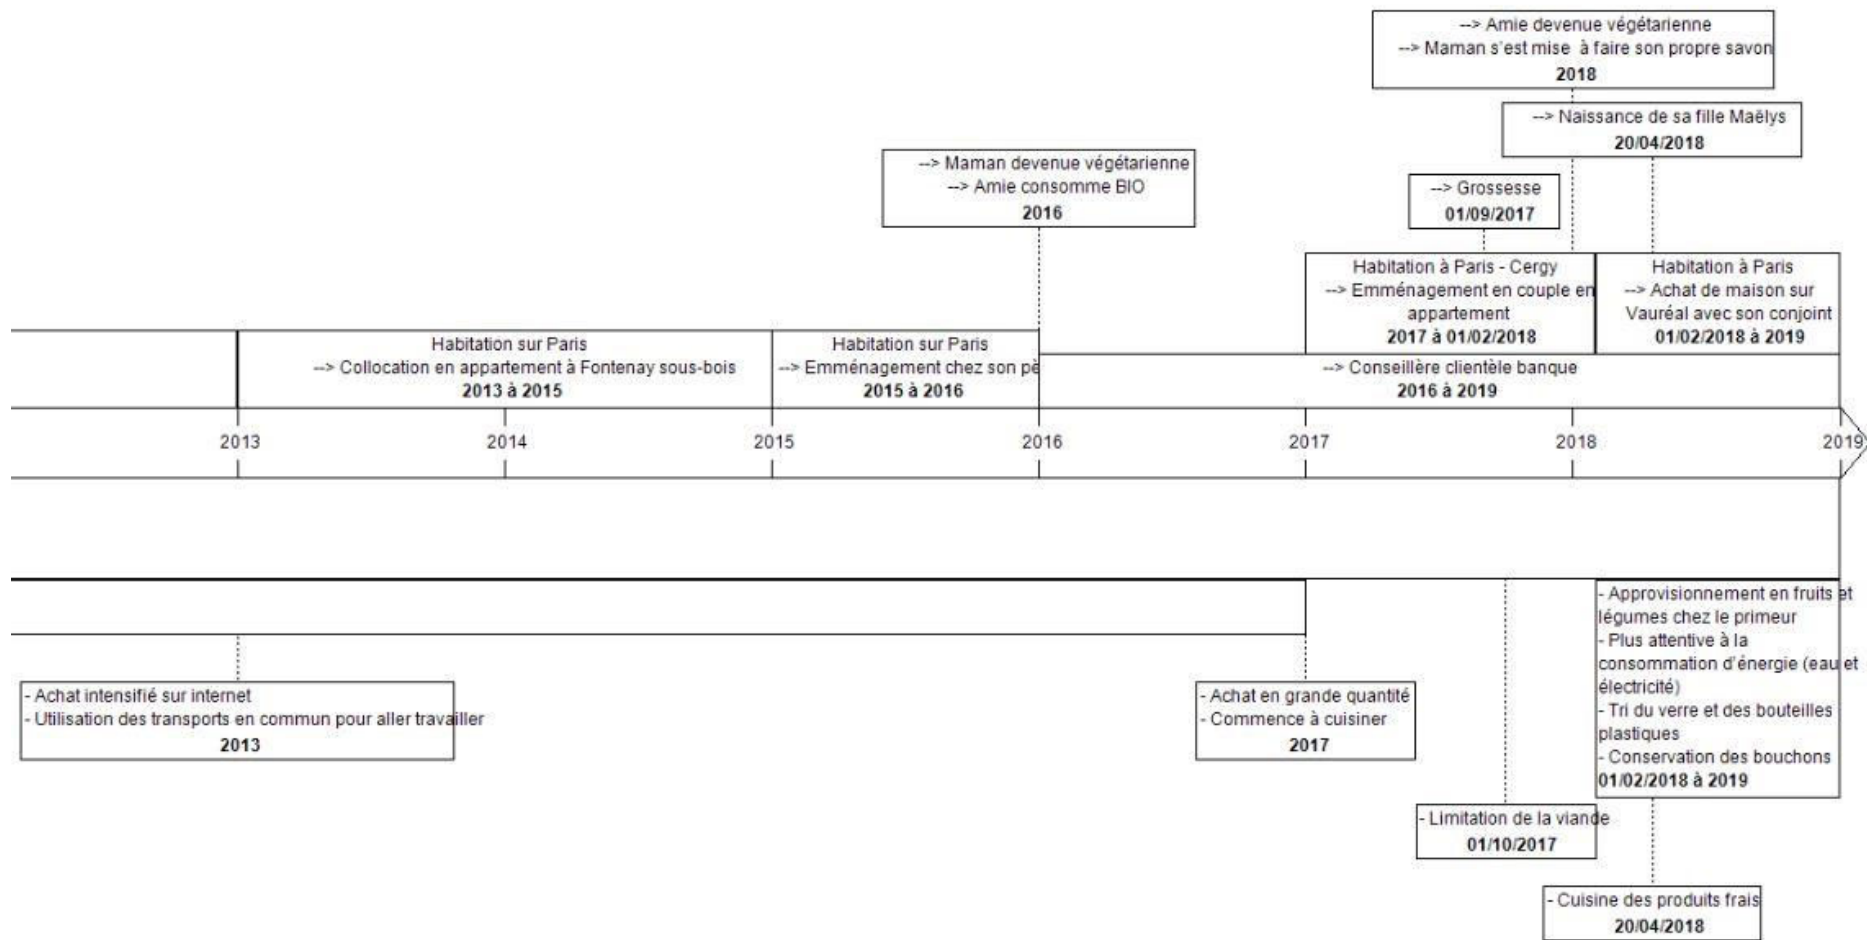 --> Amie devenue végétarienne
--> Maman s'est mise à faire son propre savon
2018
--> Naissance de sa fille Maëlys
20/04/2018
--> Maman devenue végétarienne
--> Amie consomme BIO
2016
--> Grossesse
01/09/2017
Habitation à Paris - Cergy
--> Emménagement en couple en
appartement
2017 à 01/02/2018
Habitation à Paris
--> Achat de maison sur
Vauréal avec son conjoint
01/02/2018 à 2019
Habitation sur Paris
--> Collocation en appartement à Fontenay sous-bois
2013 à 2015
Habitation sur Paris
--> Emménagement chez son pè
2015 à 2016
--> Conseillère clientèle banque
2016 à 2019
2013 2014 2015 2016 2017 2018 2019
- Achat intensifié sur internet
- Utilisation des transports en commun pour aller travailler
2013
- Achat en grande quantité
- Commence à cuisiner
2017
- Approvisionnement en fruits et
légumes chez le primeur
- Plus attentive à la
consommation d'énergie (eau et
électricité)
- Tri du verre et des bouteilles
plastiques
- Conservation des bouchons
01/02/2018 à 2019
- Limitation de la viande
01/10/2017
- Cuisine des produits frais
20/04/2018